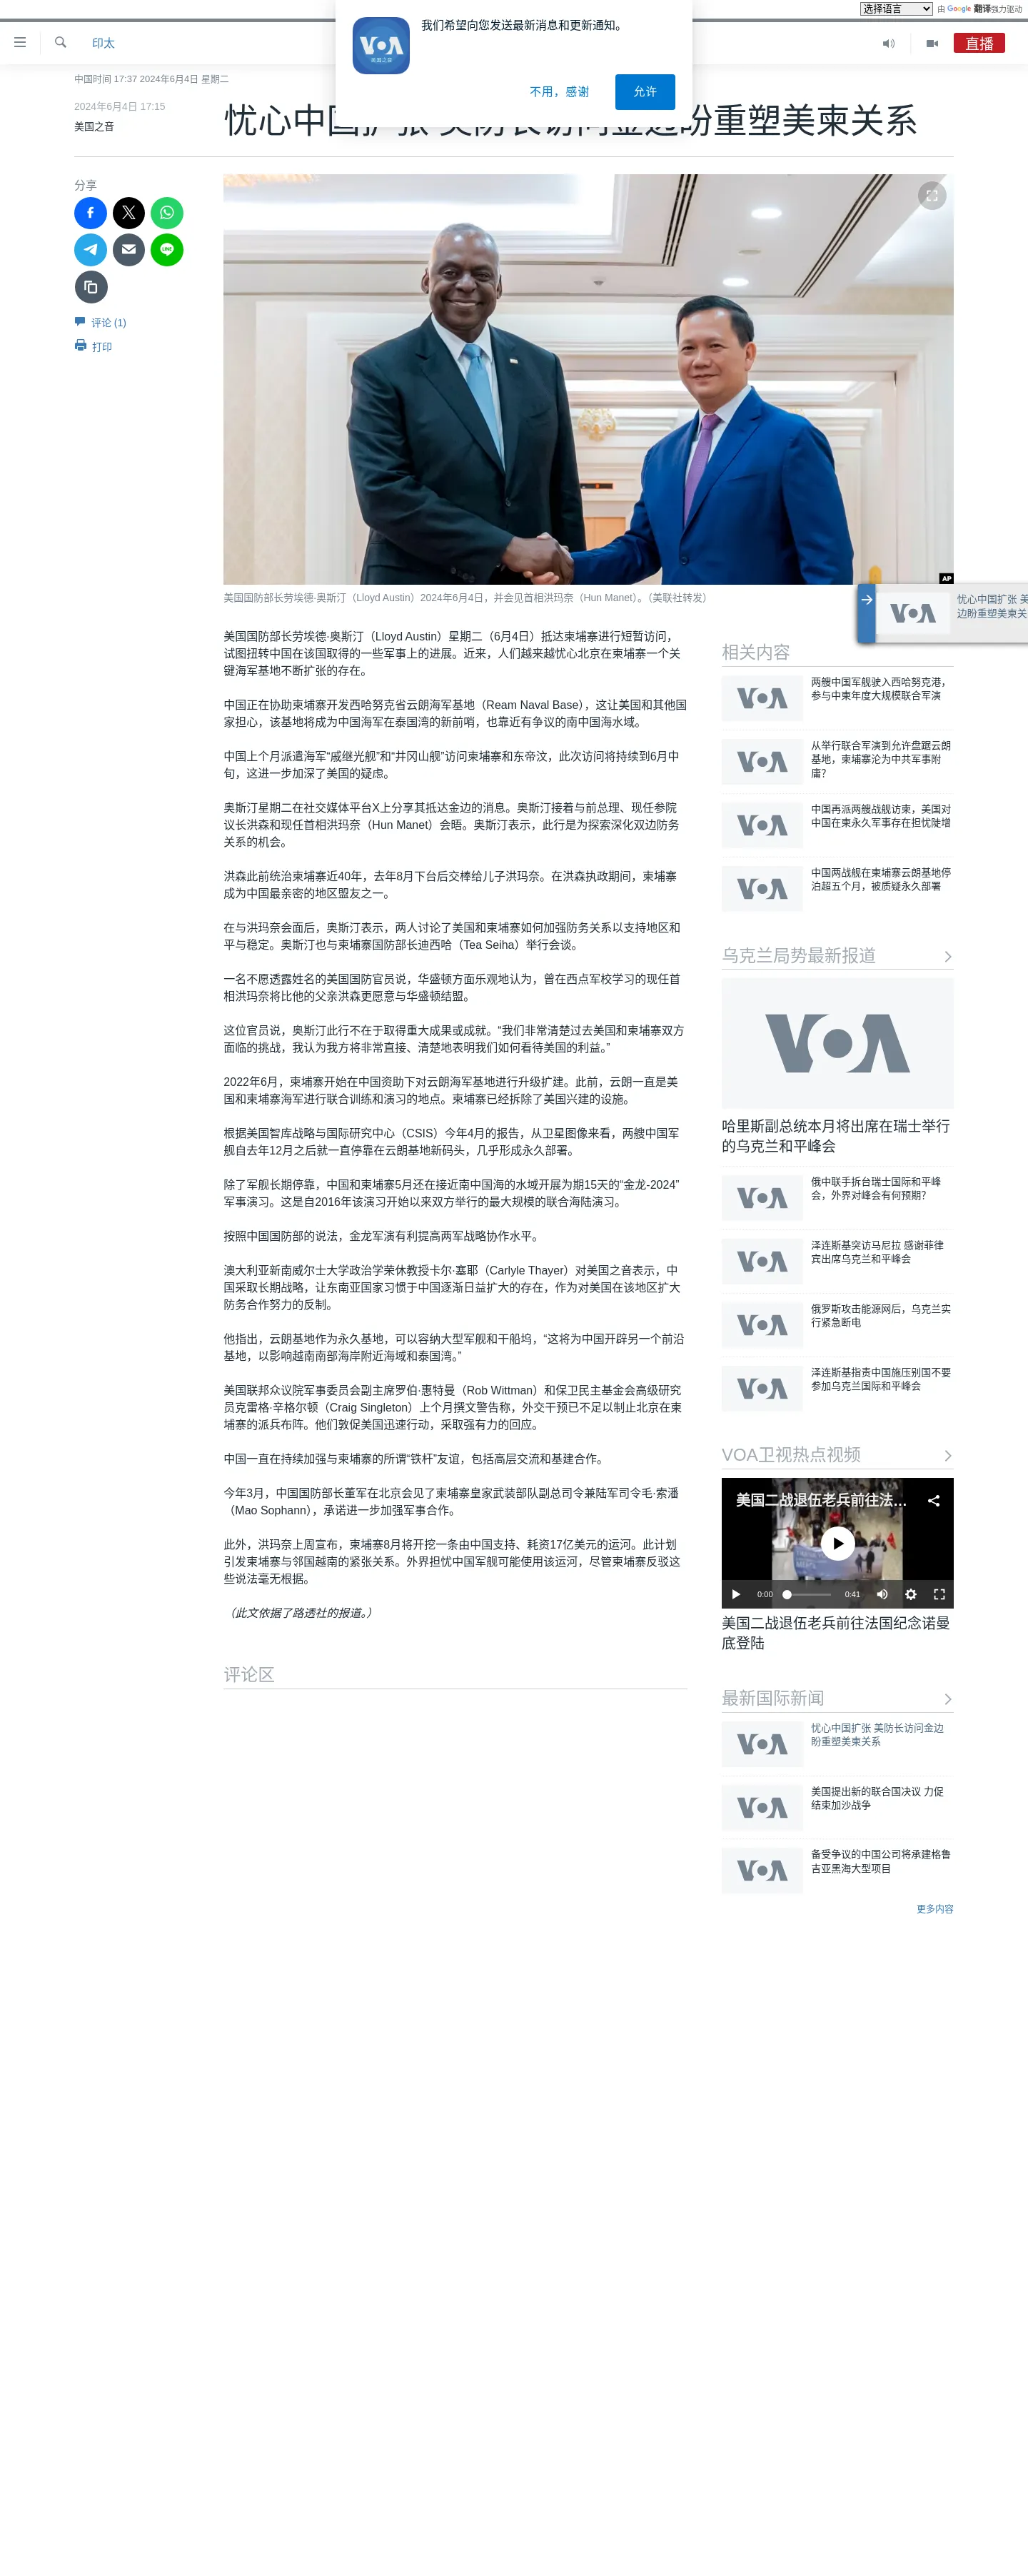 选择语言
由 Google 翻译强力驱动
印太
直播
VOA
美国之音
我们希望向您发送最新消息和更新通知。
不用，感谢
允许
中国时间 17:37 2024年6月4日 星期二
2024年6月4日 17:15
美国之音
忧心中国扩张 美防长访问金边盼重塑美柬关系
分享
LINE
评论 (1)
打印
AP
美国国防部长劳埃德·奥斯汀（Lloyd Austin）2024年6月4日，并会见首相洪玛奈（Hun Manet）。（美联社转发）
忧心中国扩张 美
边盼重塑美柬关
VOA
美国国防部长劳埃德·奥斯汀（Lloyd Austin）星期二（6月4日）抵达柬埔寨进行短暂访问，
试图扭转中国在该国取得的一些军事上的进展。近来，人们越来越忧心北京在柬埔寨一个关
键海军基地不断扩张的存在。
中国正在协助柬埔寨开发西哈努克省云朗海军基地（Ream Naval Base），这让美国和其他国
家担心，该基地将成为中国海军在泰国湾的新前哨，也靠近有争议的南中国海水域。
中国上个月派遣海军“戚继光舰”和“井冈山舰”访问柬埔寨和东帝汶，此次访问将持续到6月中
旬，这进一步加深了美国的疑虑。
奥斯汀星期二在社交媒体平台X上分享其抵达金边的消息。奥斯汀接着与前总理、现任参院
议长洪森和现任首相洪玛奈（Hun Manet）会晤。奥斯汀表示，此行是为探索深化双边防务
关系的机会。
洪森此前统治柬埔寨近40年，去年8月下台后交棒给儿子洪玛奈。在洪森执政期间，柬埔寨
成为中国最亲密的地区盟友之一。
在与洪玛奈会面后，奥斯汀表示，两人讨论了美国和柬埔寨如何加强防务关系以支持地区和
平与稳定。奥斯汀也与柬埔寨国防部长迪西哈（Tea Seiha）举行会谈。
一名不愿透露姓名的美国国防官员说，华盛顿方面乐观地认为，曾在西点军校学习的现任首
相洪玛奈将比他的父亲洪森更愿意与华盛顿结盟。
这位官员说，奥斯汀此行不在于取得重大成果或成就。“我们非常清楚过去美国和柬埔寨双方
面临的挑战，我认为我方将非常直接、清楚地表明我们如何看待美国的利益。”
2022年6月，柬埔寨开始在中国资助下对云朗海军基地进行升级扩建。此前，云朗一直是美
国和柬埔寨海军进行联合训练和演习的地点。柬埔寨已经拆除了美国兴建的设施。
根据美国智库战略与国际研究中心（CSIS）今年4月的报告，从卫星图像来看，两艘中国军
舰自去年12月之后就一直停靠在云朗基地新码头，几乎形成永久部署。
除了军舰长期停靠，中国和柬埔寨5月还在接近南中国海的水域开展为期15天的“金龙-2024”
军事演习。这是自2016年该演习开始以来双方举行的最大规模的联合海陆演习。
按照中国国防部的说法，金龙演有利提高两军战略协作水平。
澳大利亚新南威尔士大学政治学荣休教授卡尔·塞耶（Carlyle Thayer）对美国之音表示，中
国采取长期战略，让东南亚国家习惯于中国逐渐日益扩大的存在，作为对美国在该地区扩大
防务合作努力的反制。
他指出，云朗基地作为永久基地，可以容纳大型军舰和干船坞，“这将为中国开辟另一个前沿
基地，以影响越南南部海岸附近海域和泰国湾。”
美国联邦众议院军事委员会副主席罗伯·惠特曼（Rob Wittman）和保卫民主基金会高级研究
员克雷格·辛格尔顿（Craig Singleton）上个月撰文警告称，外交干预已不足以制止北京在柬
埔寨的派兵布阵。他们敦促美国迅速行动，采取强有力的回应。
中国一直在持续加强与柬埔寨的所谓“铁杆”友谊，包括高层交流和基建合作。
今年3月，中国国防部长董军在北京会见了柬埔寨皇家武装部队副总司令兼陆军司令毛·索潘
（Mao Sophann），承诺进一步加强军事合作。
此外，洪玛奈上周宣布，柬埔寨8月将开挖一条由中国支持、耗资17亿美元的运河。此计划
引发柬埔寨与邻国越南的紧张关系。外界担忧中国军舰可能使用该运河，尽管柬埔寨反驳这
些说法毫无根据。
（此文依据了路透社的报道。）
评论区
相关内容
VOA
两艘中国军舰驶入西哈努克港，
参与中柬年度大规模联合军演
VOA
从举行联合军演到允许盘踞云朗
基地，柬埔寨沦为中共军事附
庸？
VOA
中国再派两艘战舰访柬，美国对
中国在柬永久军事存在担忧陡增
VOA
中国两战舰在柬埔寨云朗基地停
泊超五个月，被质疑永久部署
乌克兰局势最新报道
VOA
哈里斯副总统本月将出席在瑞士举行
的乌克兰和平峰会
VOA
俄中联手拆台瑞士国际和平峰
会，外界对峰会有何预期？
VOA
泽连斯基突访马尼拉 感谢菲律
宾出席乌克兰和平峰会
VOA
俄罗斯攻击能源网后，乌克兰实
行紧急断电
VOA
泽连斯基指责中国施压别国不要
参加乌克兰国际和平峰会
VOA卫视热点视频
美国二战退伍老兵前往法…
0:00
0:41
美国二战退伍老兵前往法国纪念诺曼
底登陆
最新国际新闻
VOA
忧心中国扩张 美防长访问金边
盼重塑美柬关系
VOA
美国提出新的联合国决议 力促
结束加沙战争
VOA
备受争议的中国公司将承建格鲁
吉亚黑海大型项目
更多内容